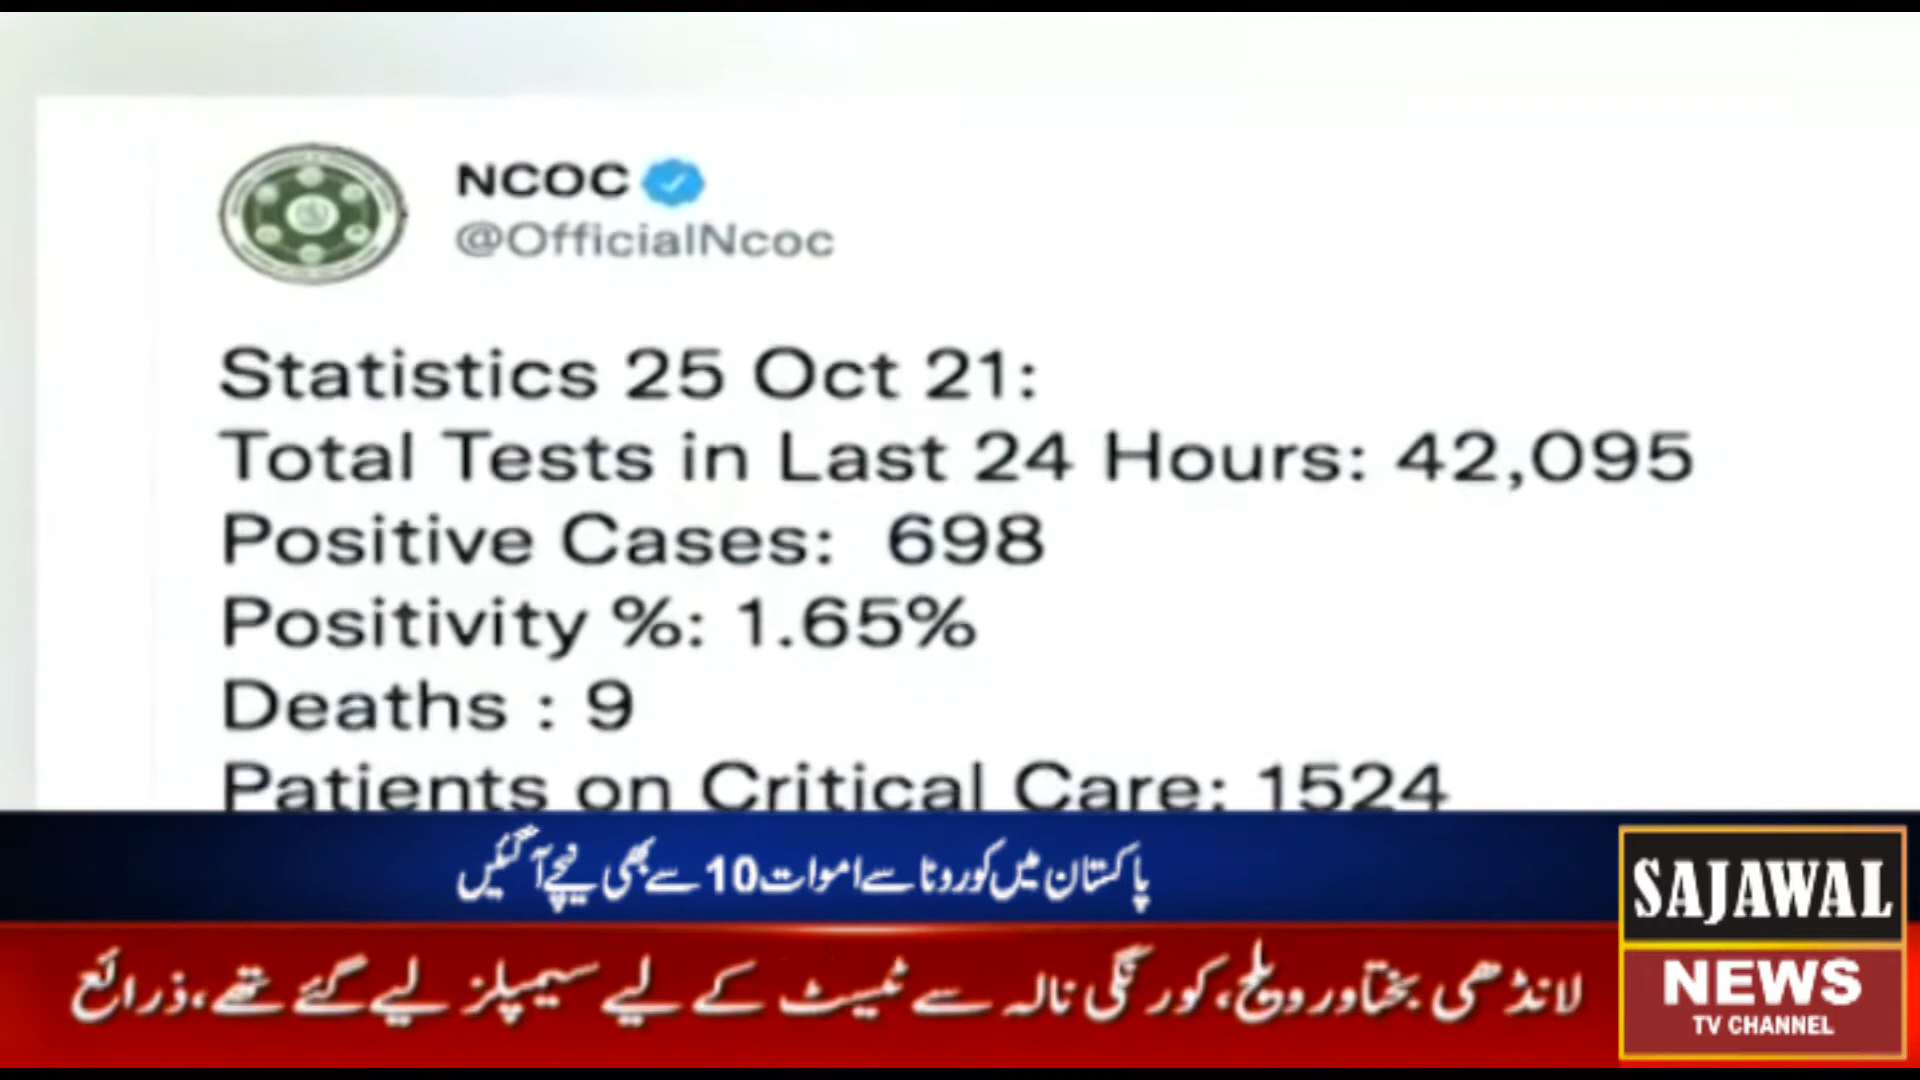 NCOC
@OfficialNcoc
Statistics 25 Oct 21:
Total Tests in Last 24 Hours: 42,095
Positive Cases: 698
Positivity %: 1.65%
Deaths : 9
Patients on Critical Care: 1524
پاکستان میں کورونا سے اموات 10 سے بھی نیچے آ گئیں
لانڈھی بختاور ویلج، کورنگی نالہ سے ٹیسٹ کے لیے سیمپلز لیے گئے تھے، ذرائع
SAJAWAL
NEWS
TV CHANNEL